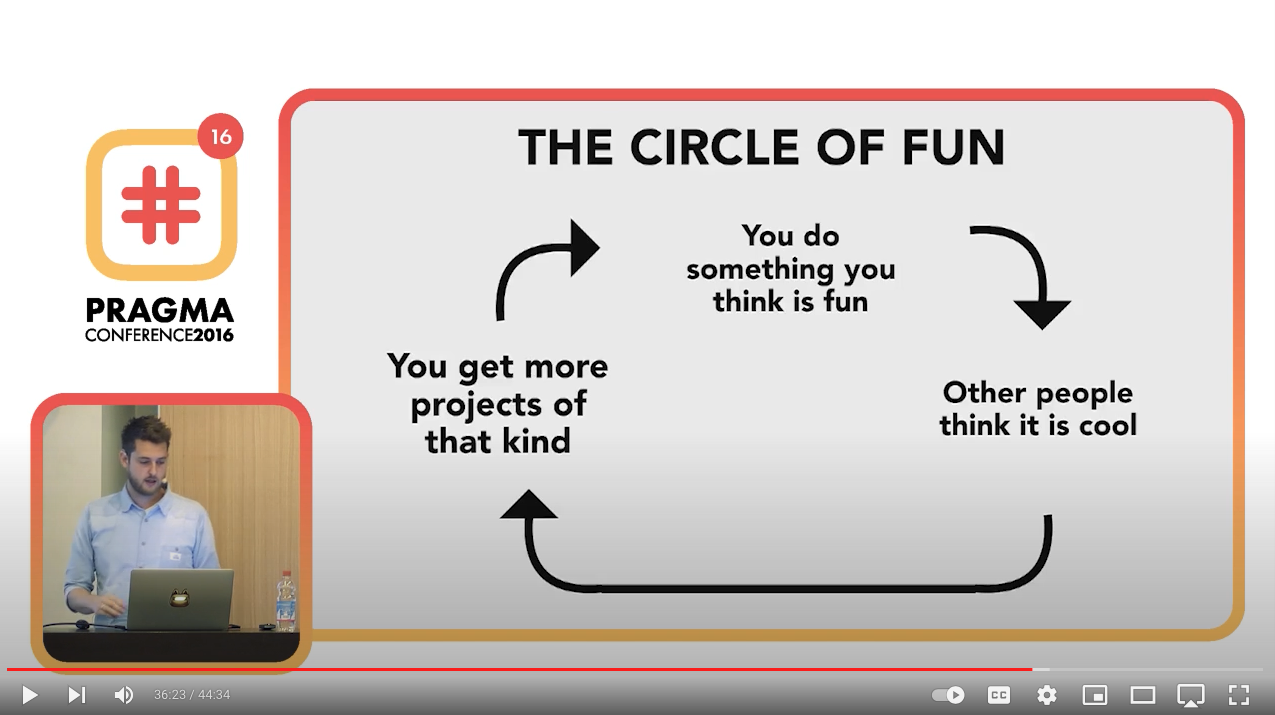 16
PRAGMA
CONFERENCE2016
THE CIRCLE OF FUN
You do
something you
think is fun
Other people
think it is cool
You get more
projects of
that kind
36:23 / 44:34
CC